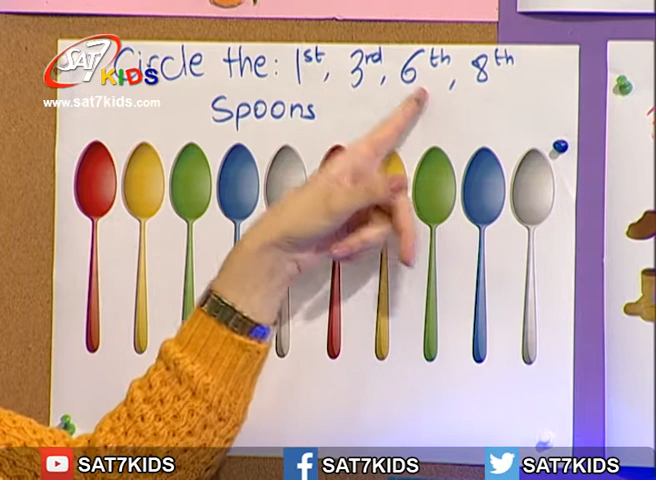 SAT7
KIDS
www.sat7kids.com
Circle the: 1st, 3rd, 6th, 8th
Spoons
SAT7KIDS
SAT7KIDS
SAT7KIDS